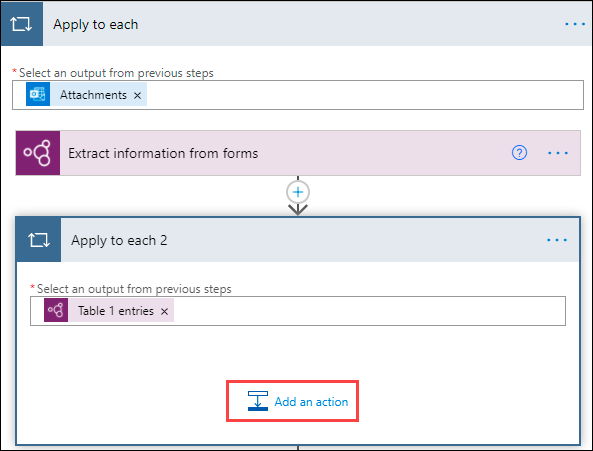 Apply to each
* Select an output from previous steps
Attachments ×
Extract information from forms
Apply to each 2
* Select an output from previous steps
Table 1 entries ×
Add an action